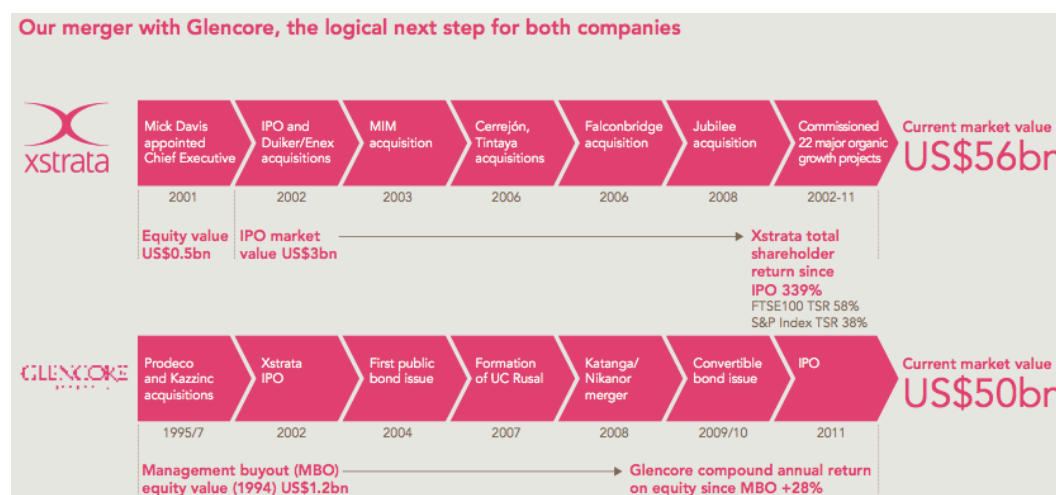 Our merger with Glencore, the logical next step for both companies
xstrata
Mick Davis
appointed
Chief Executive
IPO and
Duiker/Enex
acquisitions
MIM
acquisition
Cerrejón,
Tintaya
acquisitions
Falconbridge
acquisition
Jubilee
acquisition
Commissioned
22 major organic
growth projects
Current market value
US$56bn
2001
2002
2003
2006
2006
2008
2002-11
Equity value
US$0.5bn
IPO market
value US$3bn
Xstrata total
shareholder
return since
IPO 339%
FTSE100 TSR 58%
S&P Index TSR 38%
GLENCORE
Prodeco
and Kazzinc
acquisitions
Xstrata
IPO
First public
bond issue
Formation
of UC Rusal
Katanga/
Nikanor
merger
Convertible
bond issue
IPO
Current market value
US$50bn
1995/7
2002
2004
2007
2008
2009/10
2011
Management buyout (MBO)
equity value (1994) US$1.2bn
Glencore compound annual return
on equity since MBO +28%